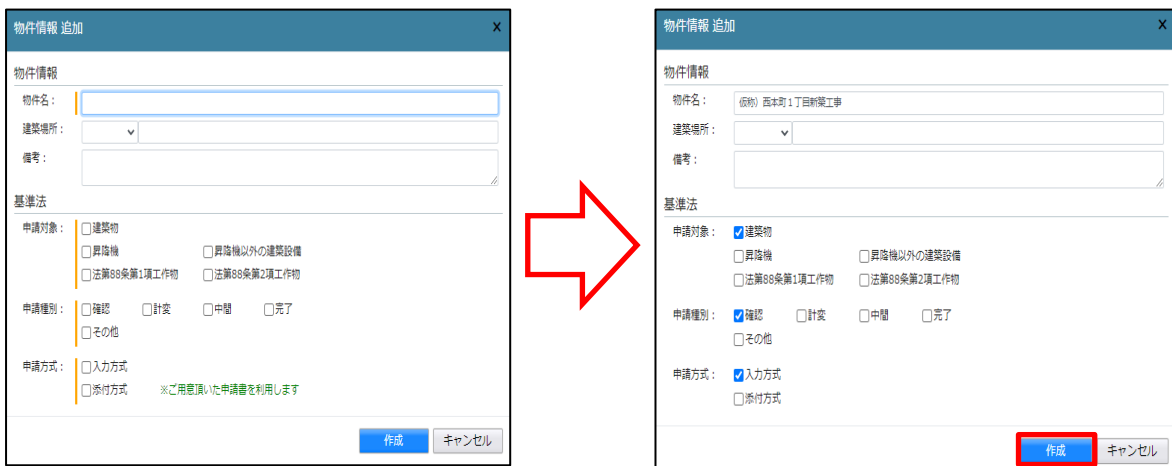 物件情報 追加
x
物件情報
物件名：
建築場所：
備考：
基準法
申請対象：
建築物
昇降機
昇降機以外の建築設備
法第88条第1項工作物
法第88条第2項工作物
申請種別：
確認
計変
中間
完了
その他
申請方式：
入力方式
添付方式
※ご用意頂いた申請書を利用します
作成
キャンセル
物件情報 追加
x
物件情報
物件名：
仮称）西本町１丁目新築工事
建築場所：
備考：
基準法
申請対象：
建築物
昇降機
昇降機以外の建築設備
法第88条第1項工作物
法第88条第2項工作物
申請種別：
確認
計変
中間
完了
その他
申請方式：
入力方式
添付方式
作成
キャンセル